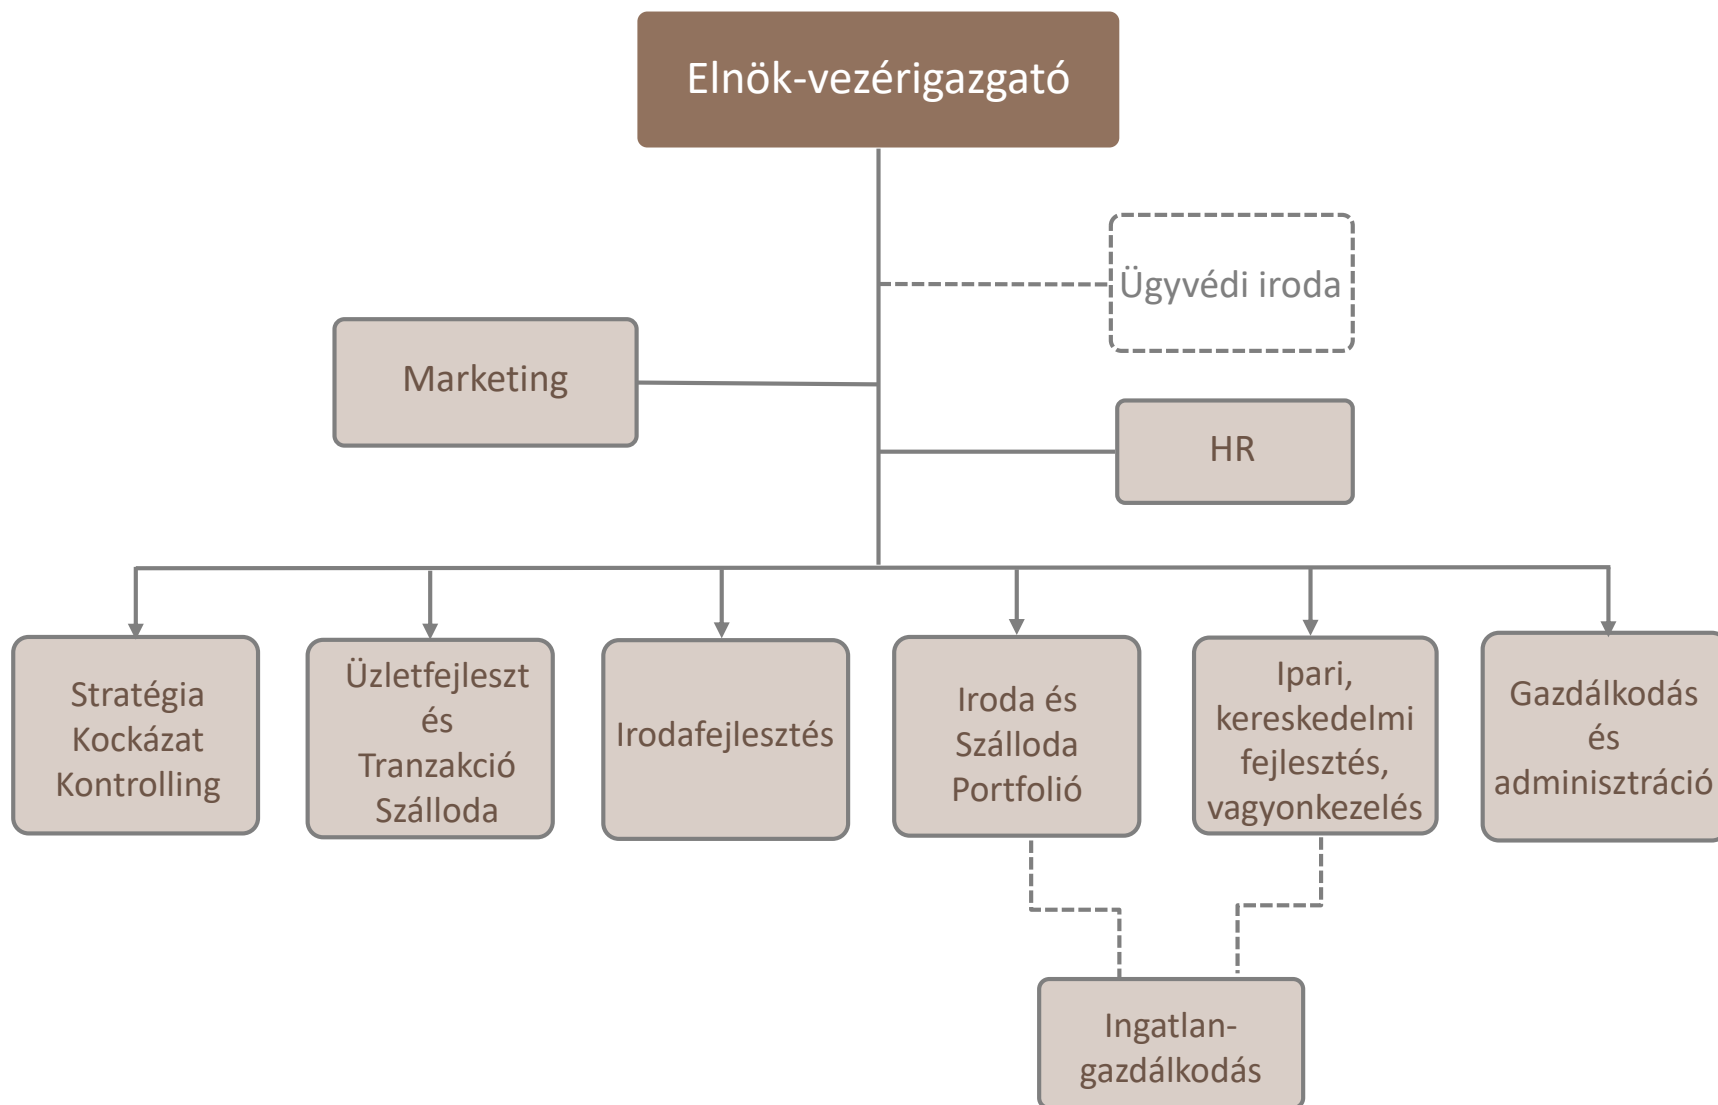 Elnök-vezérigazgató
Ügyvédi iroda
Marketing
HR
Stratégia
Kockázat
Kontrolling
Üzletfejleszt
és
Tranzakció
Szálloda
Irodafejlesztés
Iroda és
Szálloda
Portfolió
Ipari,
kereskedelmi
fejlesztés,
vagyonkezelés
Gazdálkodás
és
adminisztráció
Ingatlan-
gazdálkodás